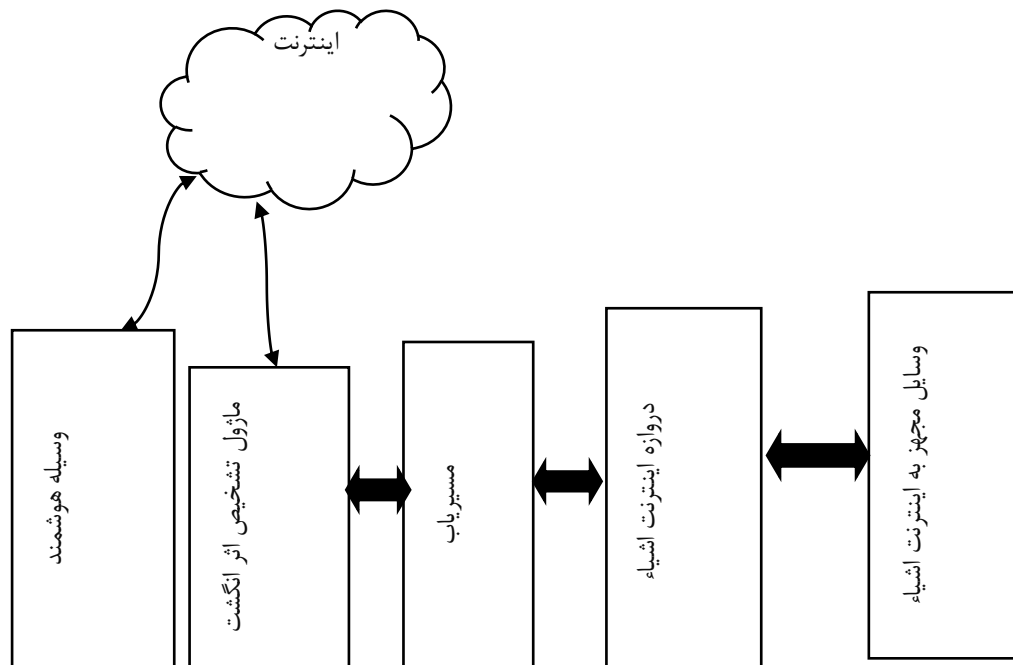 اینترنت
وسیله هوشمند
ماژول تشخیص اثر انگشت
مسیریاب
دروازه اینترنت اشیاء
وسایل مجهز به اینترنت اشیاء